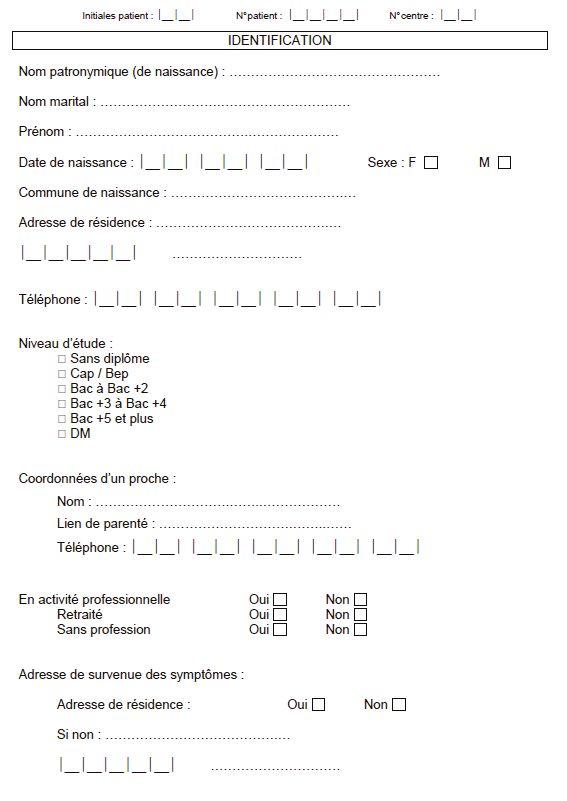 Initiales patient : |__|__| N°patient : |__|__|__|__| N°centre : |__|__|
IDENTIFICATION
Nom patronymique (de naissance) : ……………………………………………
Nom marital : ……………………………………………………
Prénom : ………………………………………………………
Date de naissance : |__|__| |__|__| |__|__| Sexe : F □ M □
Commune de naissance : ………………………………………
Adresse de résidence : ………………………………………
|__|__|__|__|__| …………………………
Téléphone : |__|__| |__|__| |__|__| |__|__| |__|__|
Niveau d’étude :
□ Sans diplôme
□ Cap / Bep
□ Bac à Bac +2
□ Bac +3 à Bac +4
□ Bac +5 et plus
□ DM
Coordonnées d’un proche :
Nom : ……………………………………………………
Lien de parenté : ………………………………………
Téléphone : |__|__| |__|__| |__|__| |__|__| |__|__|
En activité professionnelle Oui □ Non □
Retraité Oui □ Non □
Sans profession Oui □ Non □
Adresse de survenue des symptômes :
Adresse de résidence : Oui □ Non □
Si non : ………………………………………
|__|__|__|__|__| …………………………